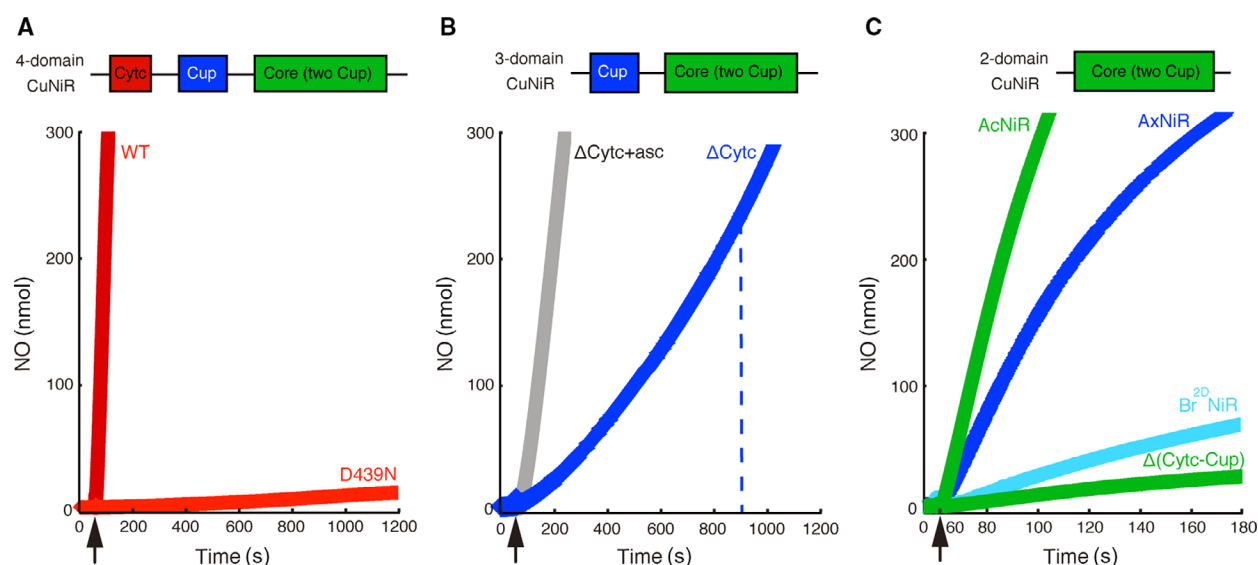 A
4-domain
CuNiR
Cytc
Cup
Core (two Cup)
300
200
100
0
NO (nmol)
WT
D439N
0 200 400 600 800 1000 1200
Time (s)
B
3-domain
CuNiR
Cup
Core (two Cup)
300
200
100
0
NO (nmol)
ΔCytc+asc
ΔCytc
0 200 400 600 800 1000 1200
Time (s)
C
2-domain
CuNiR
Core (two Cup)
300
200
100
0
NO (nmol)
AcNiR
AxNiR
Br2DNiR
Δ(Cytc-Cup)
0 60 80 100 120 140 160 180
Time (s)